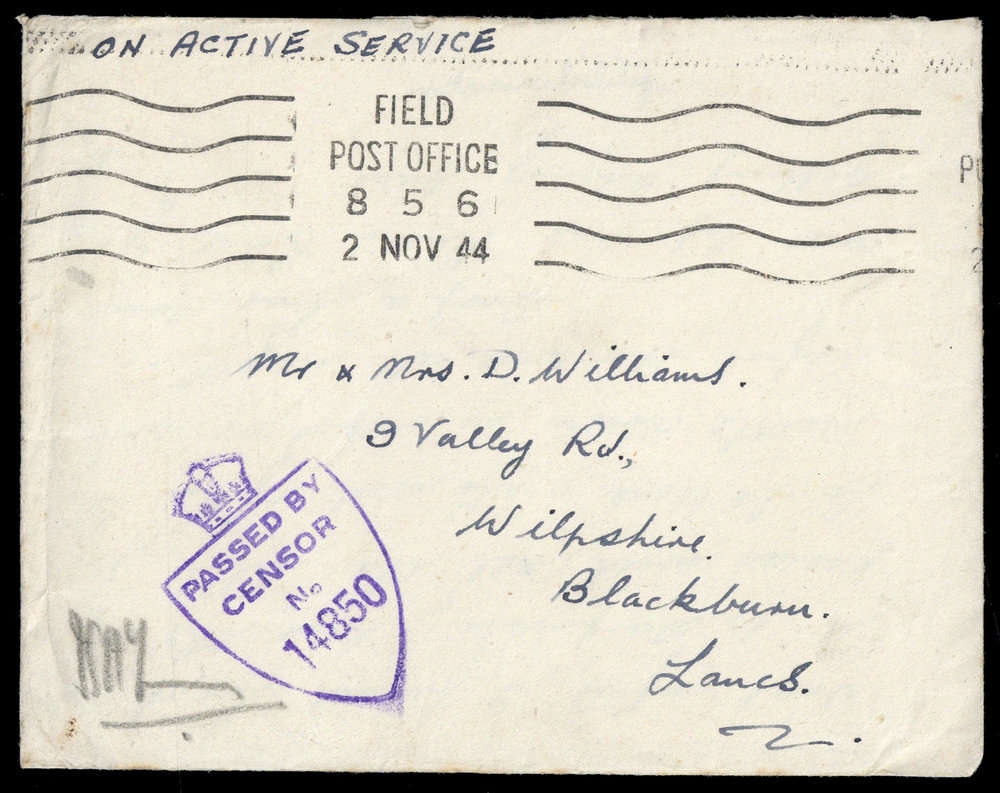 ON ACTIVE SERVICE
FIELD
POST OFFICE
8 5 6
2 NOV 44
Mr & Mrs. D. Williams.
9 Valley Rd.,
Wilpshire.
Blackburn.
Lancs.
PASSED BY
CENSOR
No
14850